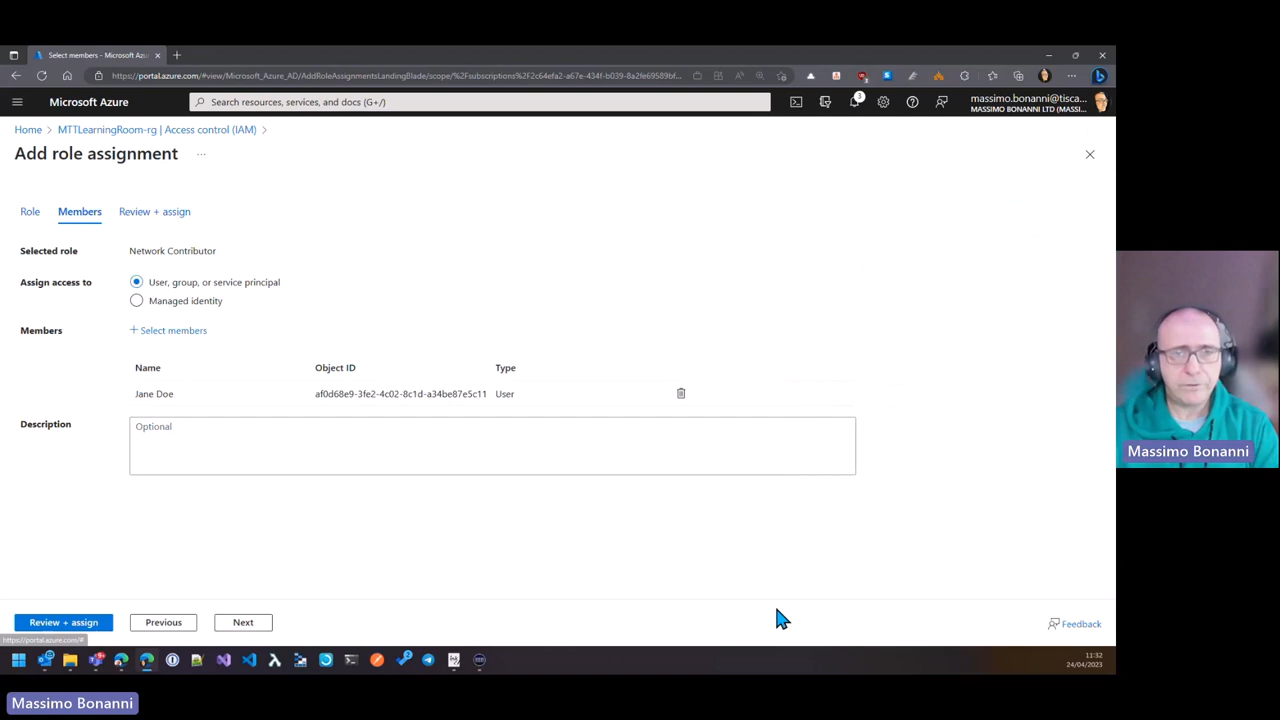 Select members - Microsoft Azu
https://portal.azure.com/#view/Microsoft_Azure_AD/AddRoleAssignmentsLandingBlade/scope/%2Fsubscriptions%2F2c64efa2-a67e-434f-b039-8a2fe69589bf...
Microsoft Azure
Search resources, services, and docs (G+/)
3
massimo.bonanni@tisca...
MASSIMO BONANNI LTD (MASSI...
Home > MTTLearningRoom-rg | Access control (IAM) >
Add role assignment ...
Role Members Review + assign
Selected role Network Contributor
Assign access to User, group, or service principal
Managed identity
Members + Select members
Name Object ID Type
Jane Doe af0d68e9-3fe2-4c02-8c1d-a34be87e5c11 User
Description Optional
Review + assign Previous Next
Feedback
https://portal.azure.com/#
11:32
24/04/2023
Massimo Bonanni
Massimo Bonanni